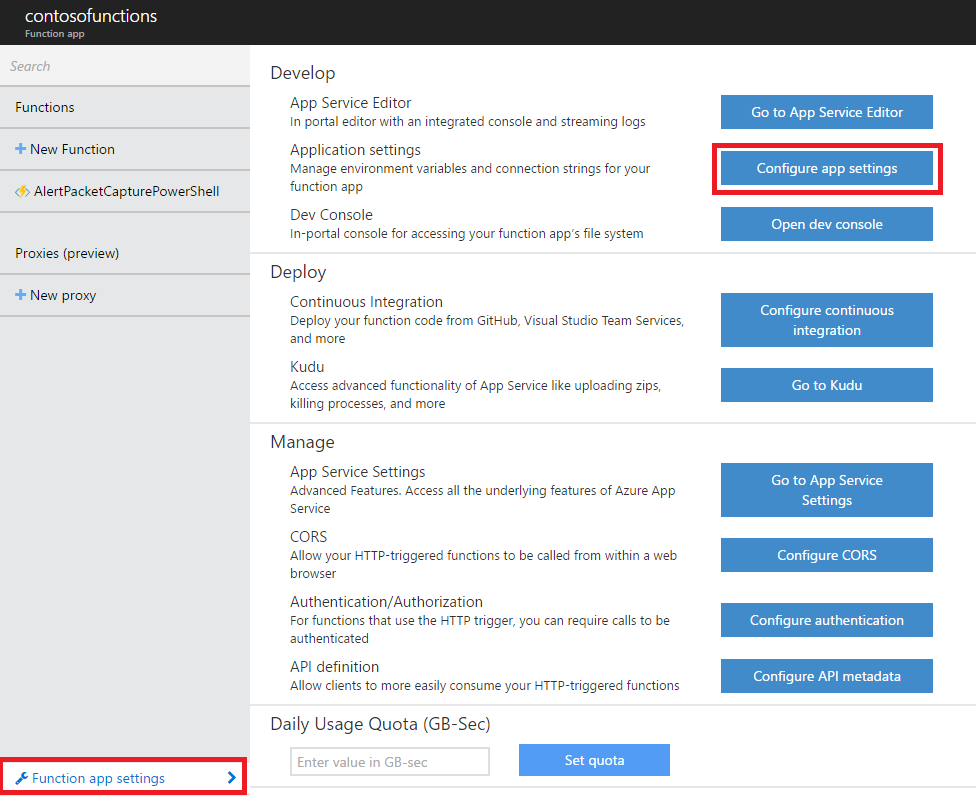 contosofunctions
Function app
Search
Functions
New Function
AlertPacketCapturePowerShell
Proxies (preview)
New proxy
Function app settings
Develop
App Service Editor
In portal editor with an integrated console and streaming logs
Go to App Service Editor
Application settings
Manage environment variables and connection strings for your
function app
Configure app settings
Dev Console
In-portal console for accessing your function app's file system
Open dev console
Deploy
Continuous Integration
Deploy your function code from GitHub, Visual Studio Team Services,
and more
Configure continuous
integration
Kudu
Access advanced functionality of App Service like uploading zips,
killing processes, and more
Go to Kudu
Manage
App Service Settings
Advanced Features. Access all the underlying features of Azure App
Service
Go to App Service
Settings
CORS
Allow your HTTP-triggered functions to be called from within a web
browser
Configure CORS
Authentication/Authorization
For functions that use the HTTP trigger, you can require calls to be
authenticated
Configure authentication
API definition
Allow clients to more easily consume your HTTP-triggered functions
Configure API metadata
Daily Usage Quota (GB-Sec)
Enter value in GB-sec
Set quota